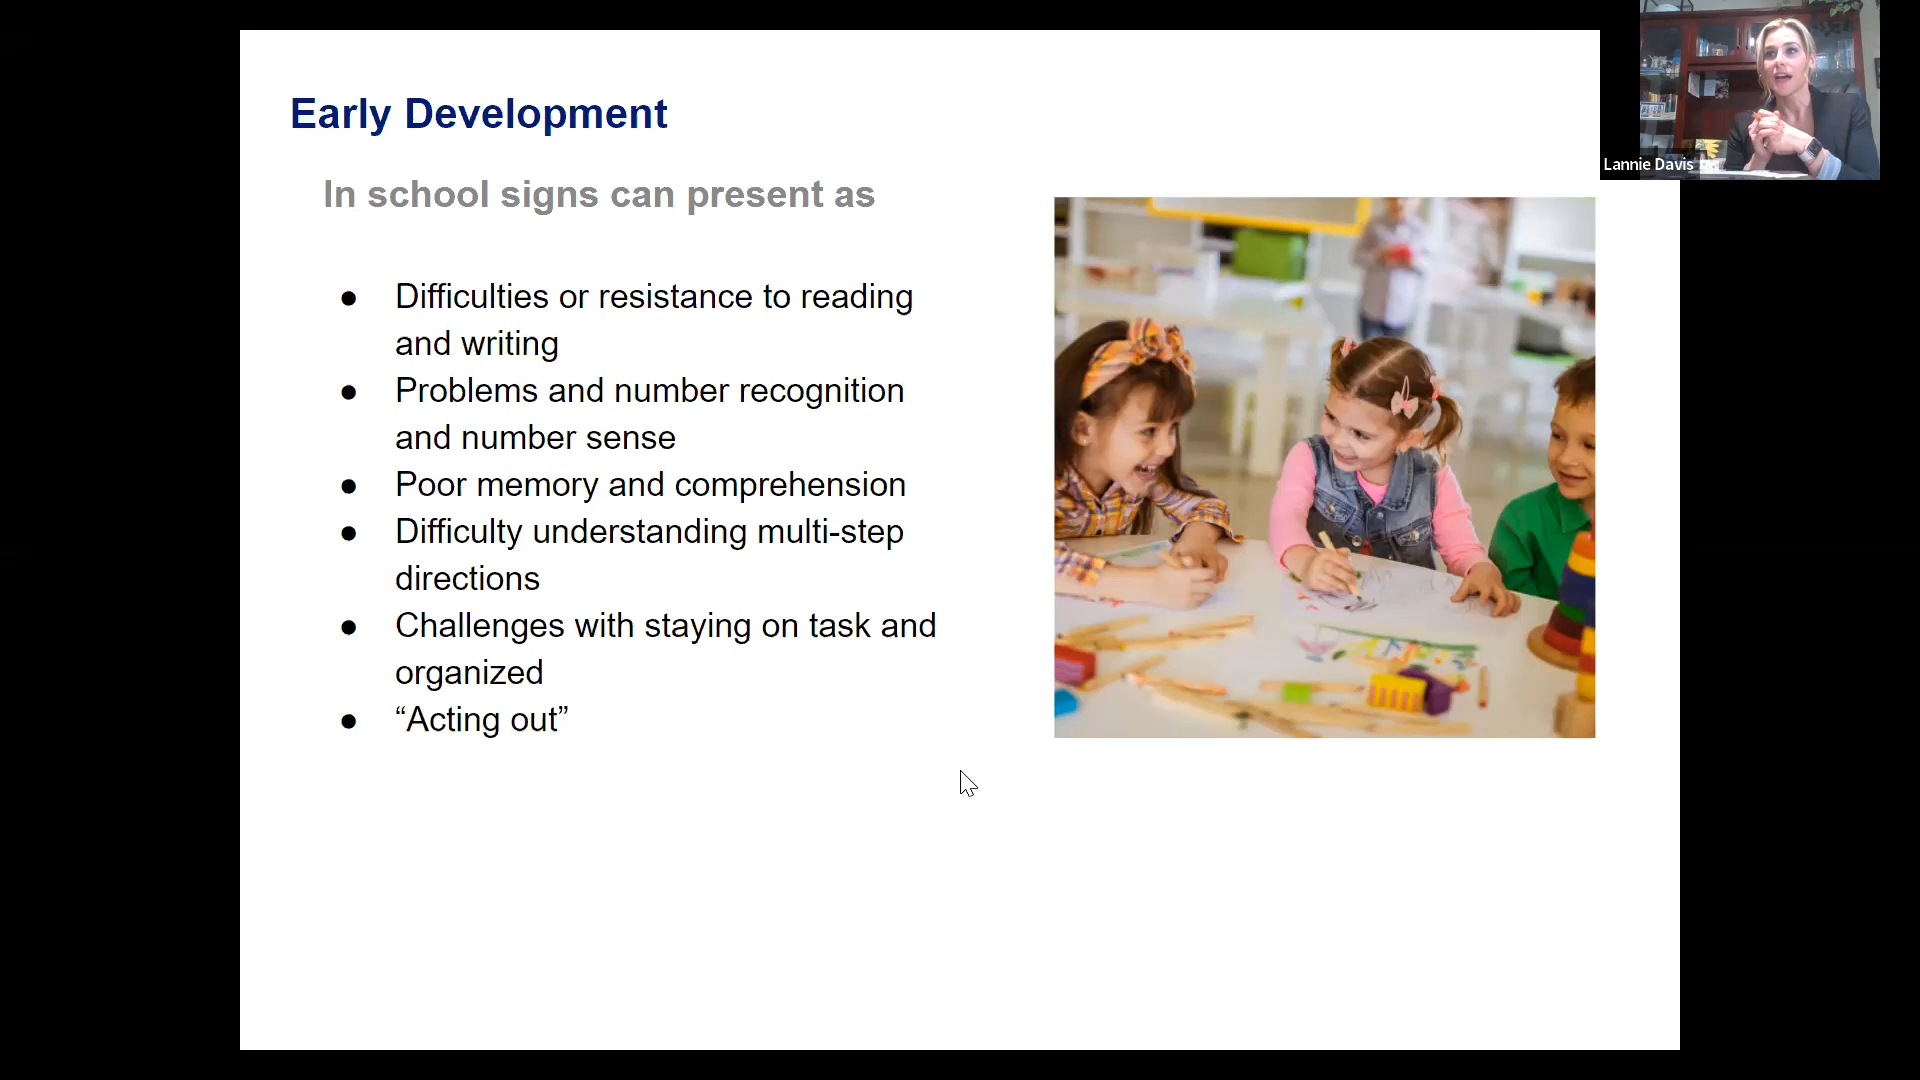 Early Development
In school signs can present as
● Difficulties or resistance to reading
and writing
● Problems and number recognition
and number sense
● Poor memory and comprehension
● Difficulty understanding multi-step
directions
● Challenges with staying on task and
organized
● “Acting out”
Lannie Davis